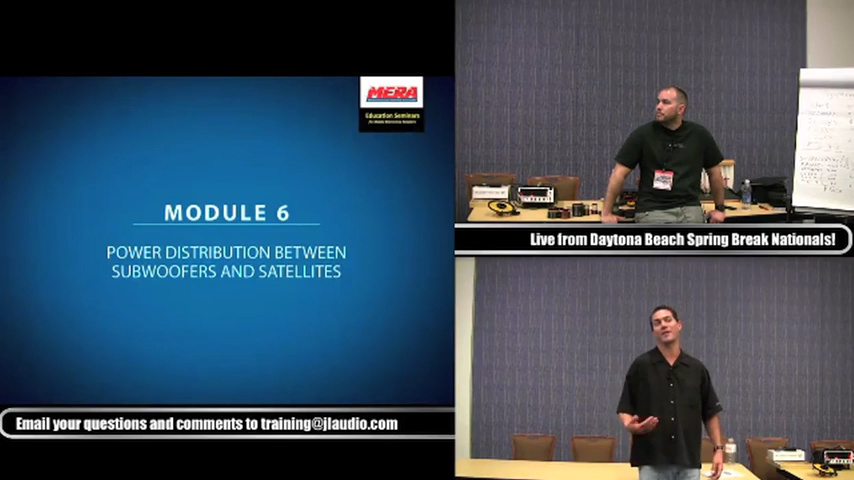 MERA
Education Seminars
MODULE 6
POWER DISTRIBUTION BETWEEN
SUBWOOFERS AND SATELLITES
Email your questions and comments to training@jlaudio.com
Live from Daytona Beach Spring Break Nationals!